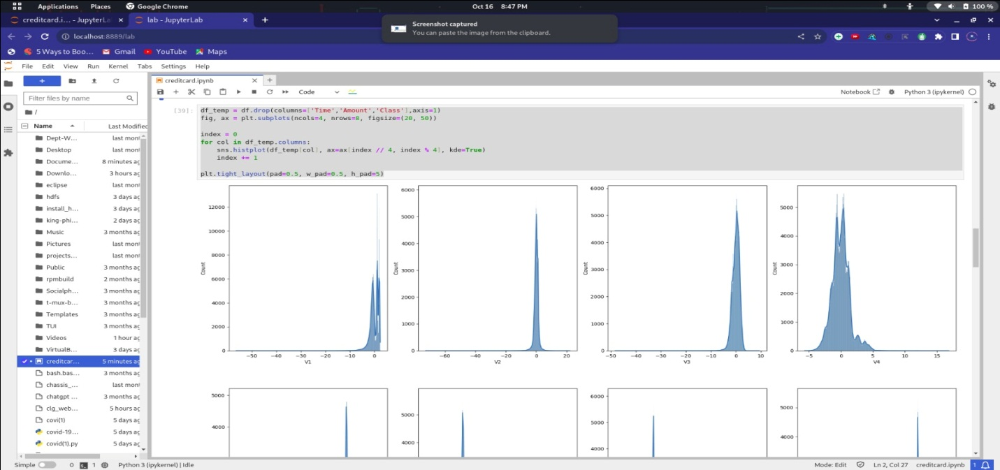 Applications Places Google Chrome Oct 16 8:47 PM 100 %
Screenshot captured
You can paste the image from the clipboard.
creditcard.i... - JupyterLa lab - JupyterLab
localhost:8889/lab
5 Ways to Boo... Gmail YouTube Maps
File Edit View Run Kernel Tabs Settings Help
creditcard.ipynb
Code Notebook Python 3 (ipykernel)
Filter files by name
/
Name Last Modified
Dept-W... last mont
Desktop last mont
Docume... 8 minutes ag
Downlo... 3 hours ag
eclipse last mont
hdfs 3 days ag
install_h... 3 days ag
king-phi... 2 days ag
Music 3 months ag
Pictures last mont
projects... last mont
Public 3 months ag
rpmbuild 2 months ag
Socialph... 3 months ag
t-mux-b... 3 months ag
Templates 3 months ag
TUI 3 months ag
Videos 1 hour ag
VirtualB... 3 days ag
creditcar... 5 minutes ag
bash.bas... 3 months ag
chassis_... last mont
chatgpt ... 3 months ag
clg_web... 5 hours ag
covi(1) 5 days ag
covid-19... 5 days ag
covid(1).py 5 days ag
[39]:
df_temp = df.drop(columns=['Time','Amount','Class'],axis=1)
fig, ax = plt.subplots(ncols=4, nrows=8, figsize=(20, 50))
index = 0
for col in df_temp.columns:
sns.histplot(df_temp[col], ax=ax[index // 4, index % 4], kde=True)
index += 1
plt.tight_layout(pad=0.5, w_pad=0.5, h_pad=5)
12000
10000
8000
6000
4000
2000
0
Count
−50 −40 −30 −20 −10 0
V1
6000
5000
4000
3000
2000
1000
0
Count
−60 −40 −20 0 20
V2
6000
5000
4000
3000
2000
1000
0
Count
−50 −40 −30 −20 −10 0 10
V3
5000
4000
3000
2000
1000
0
Count
−5 0 5 10 15
V4
5000
4000
5000
4000
6000
5000
4000
5000
4000
Simple 0 1 Python 3 (ipykernel) | Idle Mode: Edit Ln 2, Col 27 creditcard.ipynb 1